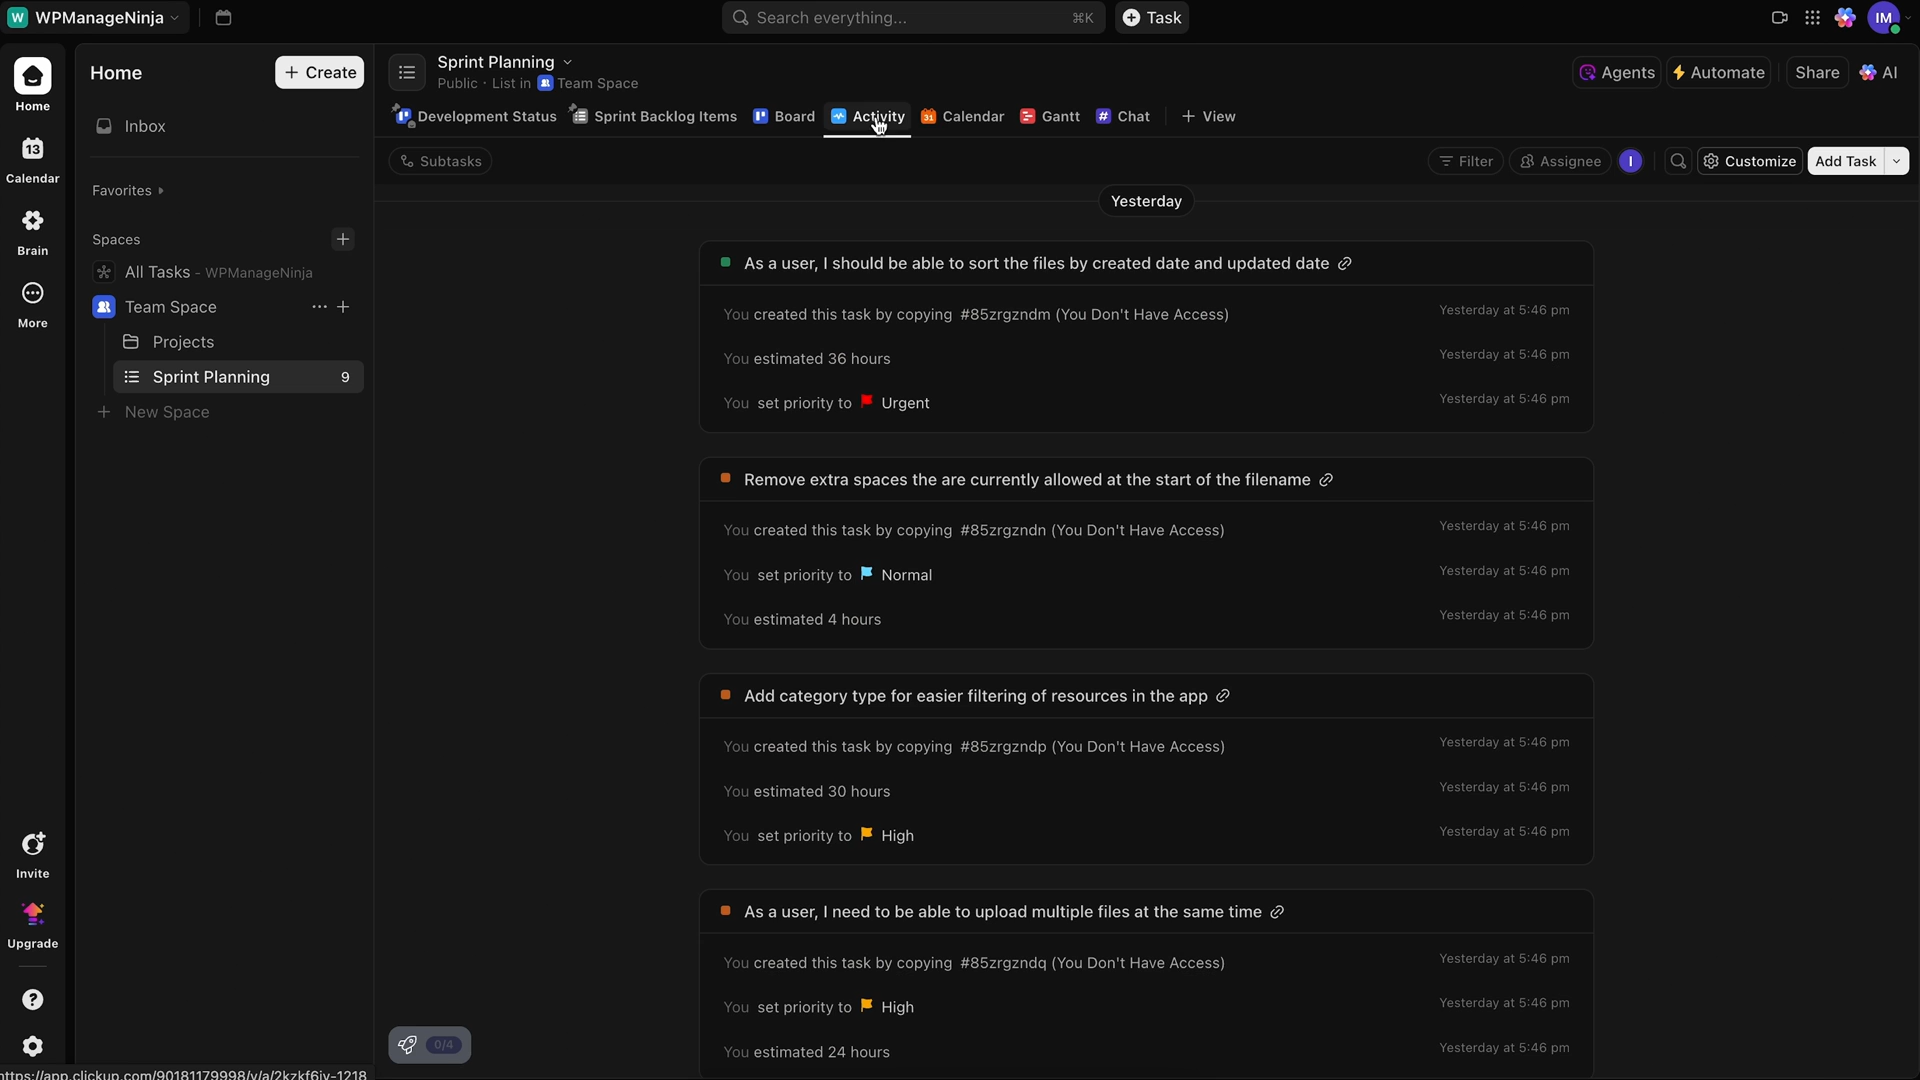 W WPManageNinja
Search everything... ⌘K
Task
IM
Home
13
Calendar
Brain
More
Invite
Upgrade
?
Home
+ Create
Inbox
Favorites
Spaces
All Tasks - WPManageNinja
Team Space
Projects
Sprint Planning 9
+ New Space
Sprint Planning
Public · List in Team Space
Agents
Automate
Share
AI
Development Status
Sprint Backlog Items
Board
Activity
31 Calendar
Gantt
# Chat
+ View
Subtasks
Filter
Assignee
I
Customize
Add Task
Yesterday
As a user, I should be able to sort the files by created date and updated date
You created this task by copying #85zrgzndm (You Don't Have Access) Yesterday at 5:46 pm
You estimated 36 hours Yesterday at 5:46 pm
You set priority to Urgent Yesterday at 5:46 pm
Remove extra spaces the are currently allowed at the start of the filename
You created this task by copying #85zrgzndn (You Don't Have Access) Yesterday at 5:46 pm
You set priority to Normal Yesterday at 5:46 pm
You estimated 4 hours Yesterday at 5:46 pm
Add category type for easier filtering of resources in the app
You created this task by copying #85zrgzndp (You Don't Have Access) Yesterday at 5:46 pm
You estimated 30 hours Yesterday at 5:46 pm
You set priority to High Yesterday at 5:46 pm
As a user, I need to be able to upload multiple files at the same time
You created this task by copying #85zrgzndq (You Don't Have Access) Yesterday at 5:46 pm
You set priority to High Yesterday at 5:46 pm
You estimated 24 hours Yesterday at 5:46 pm
0/4